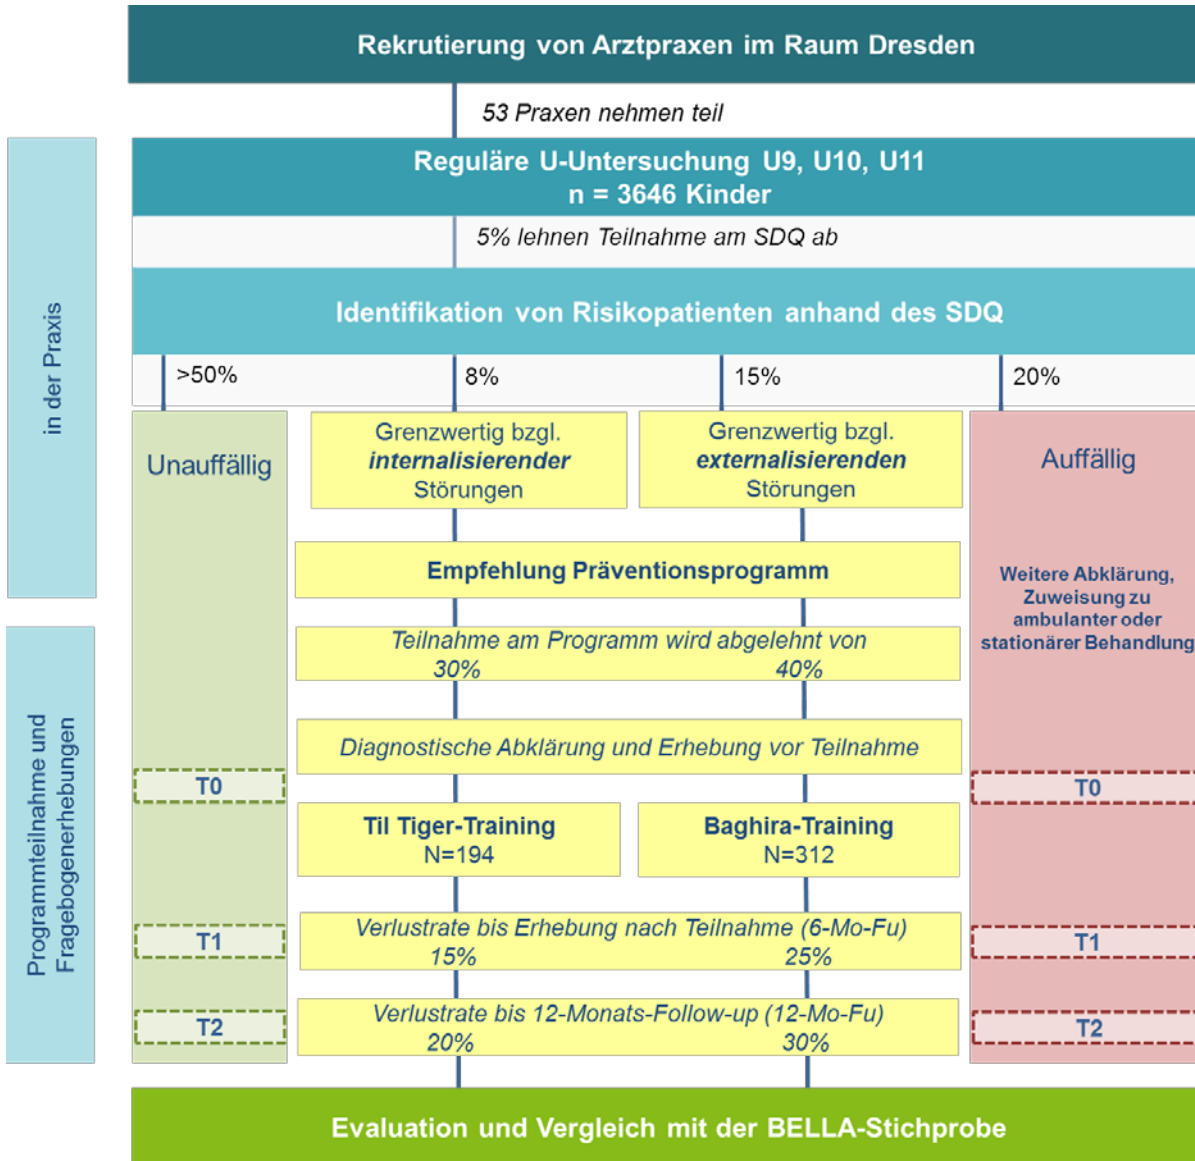 Rekrutierung von Arztpraxen im Raum Dresden
53 Praxen nehmen teil
in der Praxis
Reguläre U-Untersuchung U9, U10, U11
n = 3646 Kinder
5% lehnen Teilnahme am SDQ ab
Identifikation von Risikopatienten anhand des SDQ
>50%
8%
15%
20%
Unauffällig
Grenzwertig bzgl.
internalisierender
Störungen
Grenzwertig bzgl.
externalisierenden
Störungen
Auffällig
Empfehlung Präventionsprogramm
Weitere Abklärung,
Zuweisung zu
ambulanter oder
stationärer Behandlung
Programmteilnahme und
Fragebogenerhebungen
Teilnahme am Programm wird abgelehnt von
30%
40%
Diagnostische Abklärung und Erhebung vor Teilnahme
T0
T0
Til Tiger-Training
N=194
Baghira-Training
N=312
Verlustrate bis Erhebung nach Teilnahme (6-Mo-Fu)
15%
25%
T1
T1
Verlustrate bis 12-Monats-Follow-up (12-Mo-Fu)
20%
30%
T2
T2
Evaluation und Vergleich mit der BELLA-Stichprobe